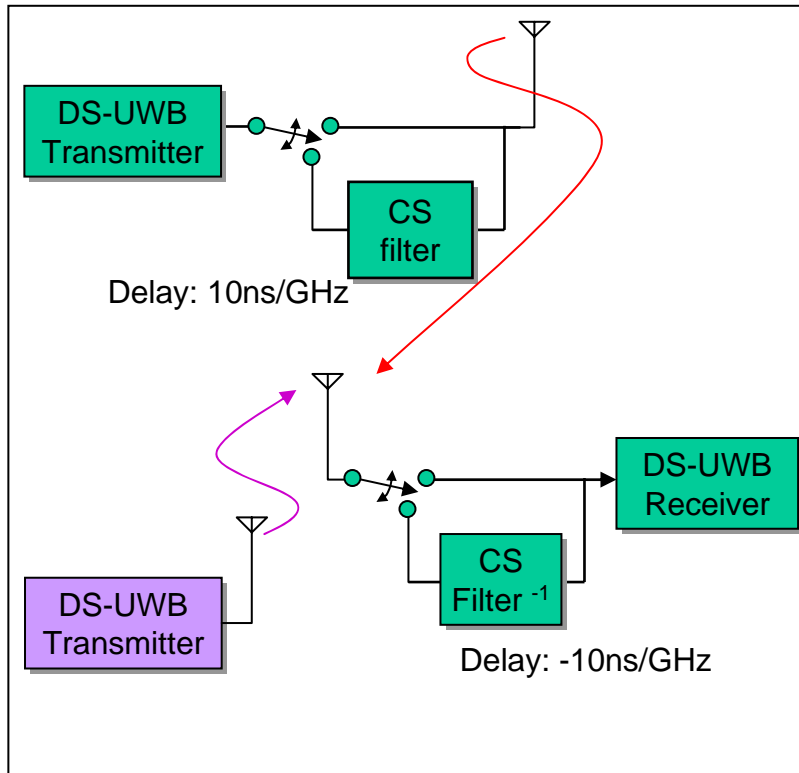 DS-UWB
Transmitter
CS
filter
Delay: 10ns/GHz
DS-UWB
Receiver
CS
Filter ⁻¹
DS-UWB
Transmitter
Delay: -10ns/GHz